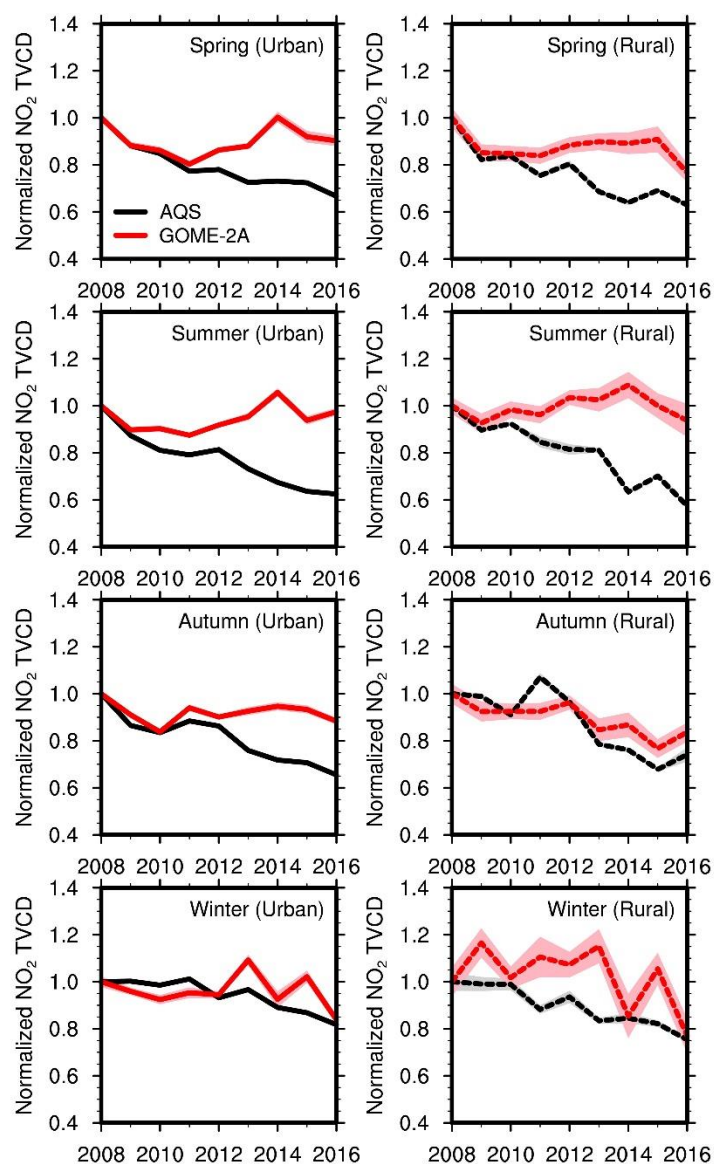 Normalized NO₂ TVCD
1.4
1.2
1.0
0.8
0.6
0.4
Spring (Urban)
AQS
GOME-2A
2008 2010 2012 2014 2016
Normalized NO₂ TVCD
1.4
1.2
1.0
0.8
0.6
0.4
Spring (Rural)
2008 2010 2012 2014 2016
Normalized NO₂ TVCD
1.4
1.2
1.0
0.8
0.6
0.4
Summer (Urban)
2008 2010 2012 2014 2016
Normalized NO₂ TVCD
1.4
1.2
1.0
0.8
0.6
0.4
Summer (Rural)
2008 2010 2012 2014 2016
Normalized NO₂ TVCD
1.4
1.2
1.0
0.8
0.6
0.4
Autumn (Urban)
2008 2010 2012 2014 2016
Normalized NO₂ TVCD
1.4
1.2
1.0
0.8
0.6
0.4
Autumn (Rural)
2008 2010 2012 2014 2016
Normalized NO₂ TVCD
1.4
1.2
1.0
0.8
0.6
0.4
Winter (Urban)
2008 2010 2012 2014 2016
Normalized NO₂ TVCD
1.4
1.2
1.0
0.8
0.6
0.4
Winter (Rural)
2008 2010 2012 2014 2016